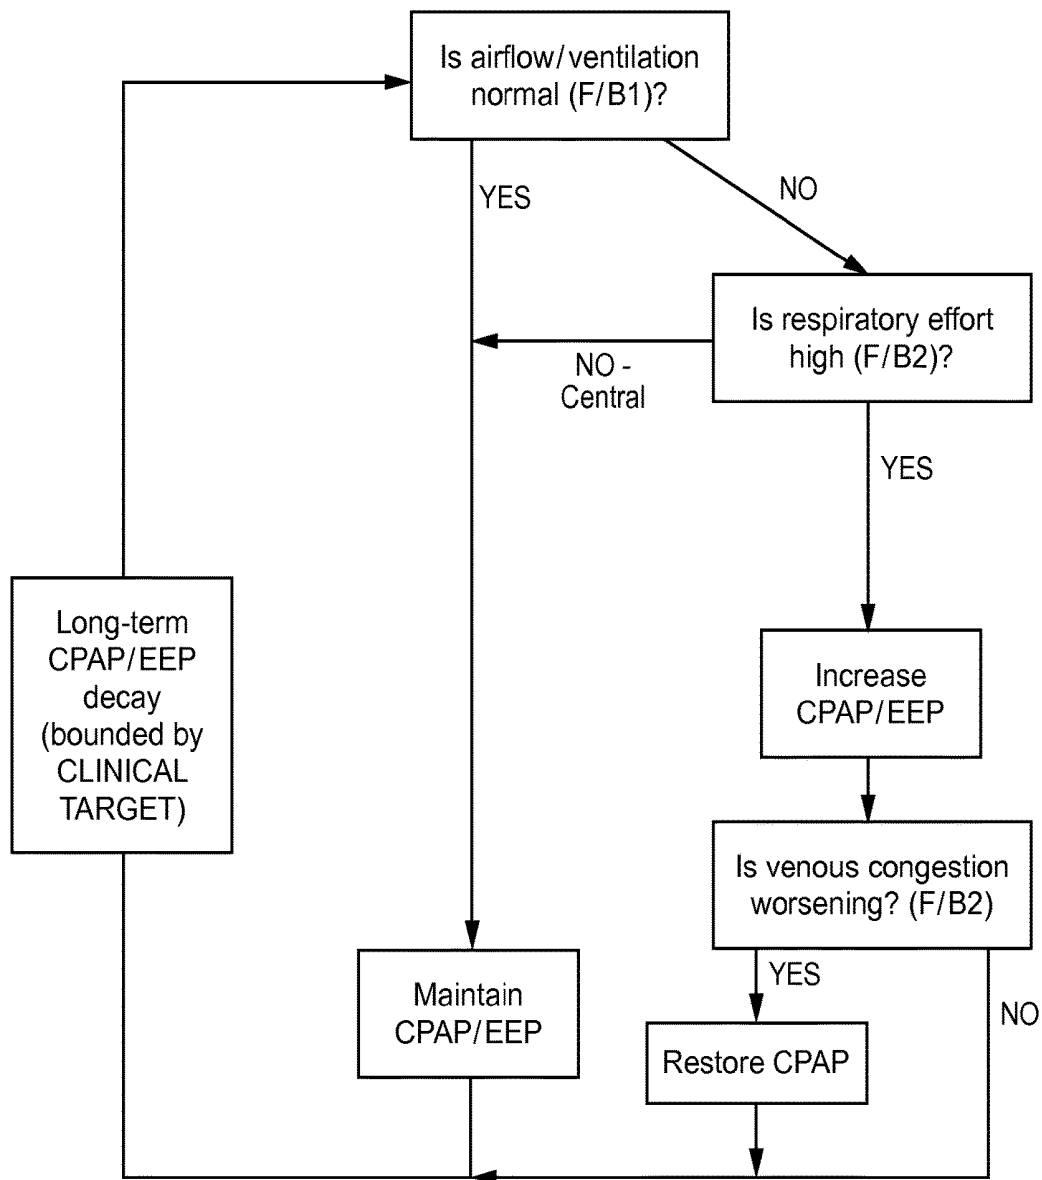 Is airflow/ventilation
normal (F/B1)?
YES
NO
Is respiratory effort
high (F/B2)?
NO -
Central
YES
Long-term
CPAP/EEP
decay
(bounded by
CLINICAL
TARGET)
Increase
CPAP/EEP
Is venous congestion
worsening? (F/B2)
YES
NO
Maintain
CPAP/EEP
Restore CPAP